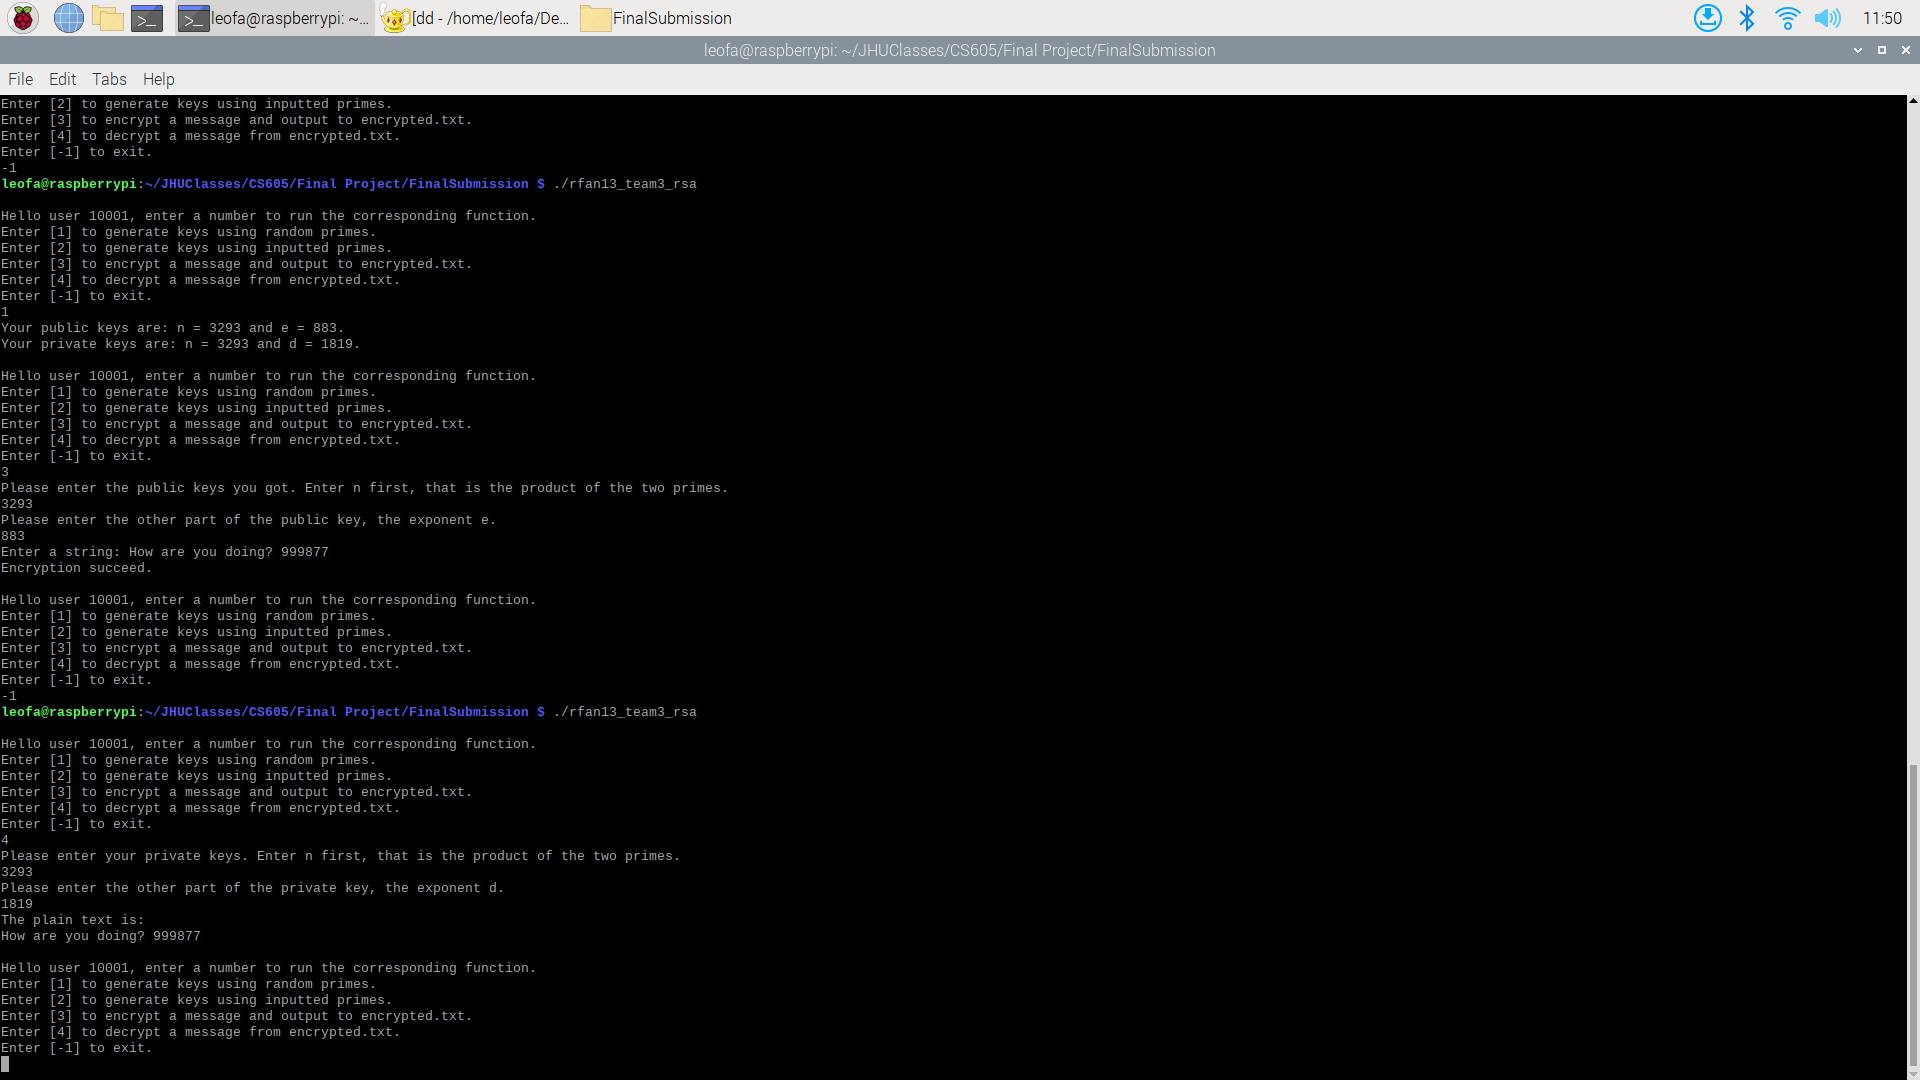 leofa@raspberrypi: ~... [dd - /home/leofa/De... FinalSubmission 11:50
leofa@raspberrypi: ~/JHUClasses/CS605/Final Project/FinalSubmission
File Edit Tabs Help
Enter [2] to generate keys using inputted primes.
Enter [3] to encrypt a message and output to encrypted.txt.
Enter [4] to decrypt a message from encrypted.txt.
Enter [-1] to exit.
-1
leofa@raspberrypi:~/JHUClasses/CS605/Final Project/FinalSubmission $ ./rfan13_team3_rsa
Hello user 10001, enter a number to run the corresponding function.
Enter [1] to generate keys using random primes.
Enter [2] to generate keys using inputted primes.
Enter [3] to encrypt a message and output to encrypted.txt.
Enter [4] to decrypt a message from encrypted.txt.
Enter [-1] to exit.
1
Your public keys are: n = 3293 and e = 883.
Your private keys are: n = 3293 and d = 1819.
Hello user 10001, enter a number to run the corresponding function.
Enter [1] to generate keys using random primes.
Enter [2] to generate keys using inputted primes.
Enter [3] to encrypt a message and output to encrypted.txt.
Enter [4] to decrypt a message from encrypted.txt.
Enter [-1] to exit.
3
Please enter the public keys you got. Enter n first, that is the product of the two primes.
3293
Please enter the other part of the public key, the exponent e.
883
Enter a string: How are you doing? 999877
Encryption succeed.
Hello user 10001, enter a number to run the corresponding function.
Enter [1] to generate keys using random primes.
Enter [2] to generate keys using inputted primes.
Enter [3] to encrypt a message and output to encrypted.txt.
Enter [4] to decrypt a message from encrypted.txt.
Enter [-1] to exit.
-1
leofa@raspberrypi:~/JHUClasses/CS605/Final Project/FinalSubmission $ ./rfan13_team3_rsa
Hello user 10001, enter a number to run the corresponding function.
Enter [1] to generate keys using random primes.
Enter [2] to generate keys using inputted primes.
Enter [3] to encrypt a message and output to encrypted.txt.
Enter [4] to decrypt a message from encrypted.txt.
Enter [-1] to exit.
4
Please enter your private keys. Enter n first, that is the product of the two primes.
3293
Please enter the other part of the private key, the exponent d.
1819
The plain text is:
How are you doing? 999877
Hello user 10001, enter a number to run the corresponding function.
Enter [1] to generate keys using random primes.
Enter [2] to generate keys using inputted primes.
Enter [3] to encrypt a message and output to encrypted.txt.
Enter [4] to decrypt a message from encrypted.txt.
Enter [-1] to exit.